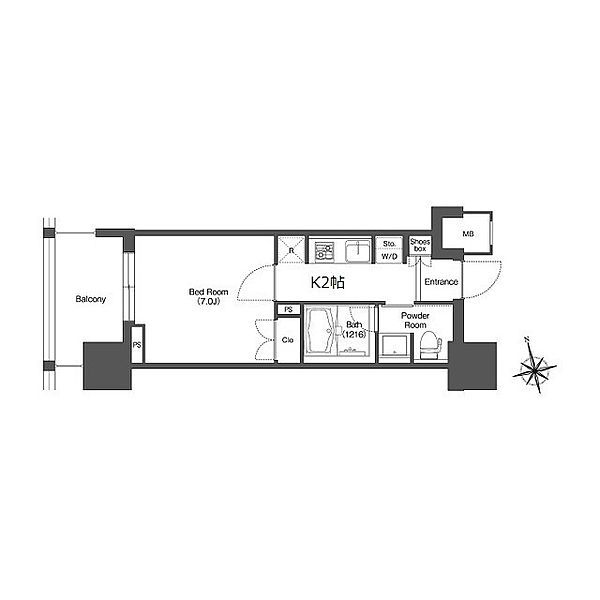 MB
Sto.
W/D
Shoes
box
R
K2帖
Entrance
Bed Room
(7.0J)
Balcony
PS
Powder
Room
Bath
(1216)
Clo
PS
N